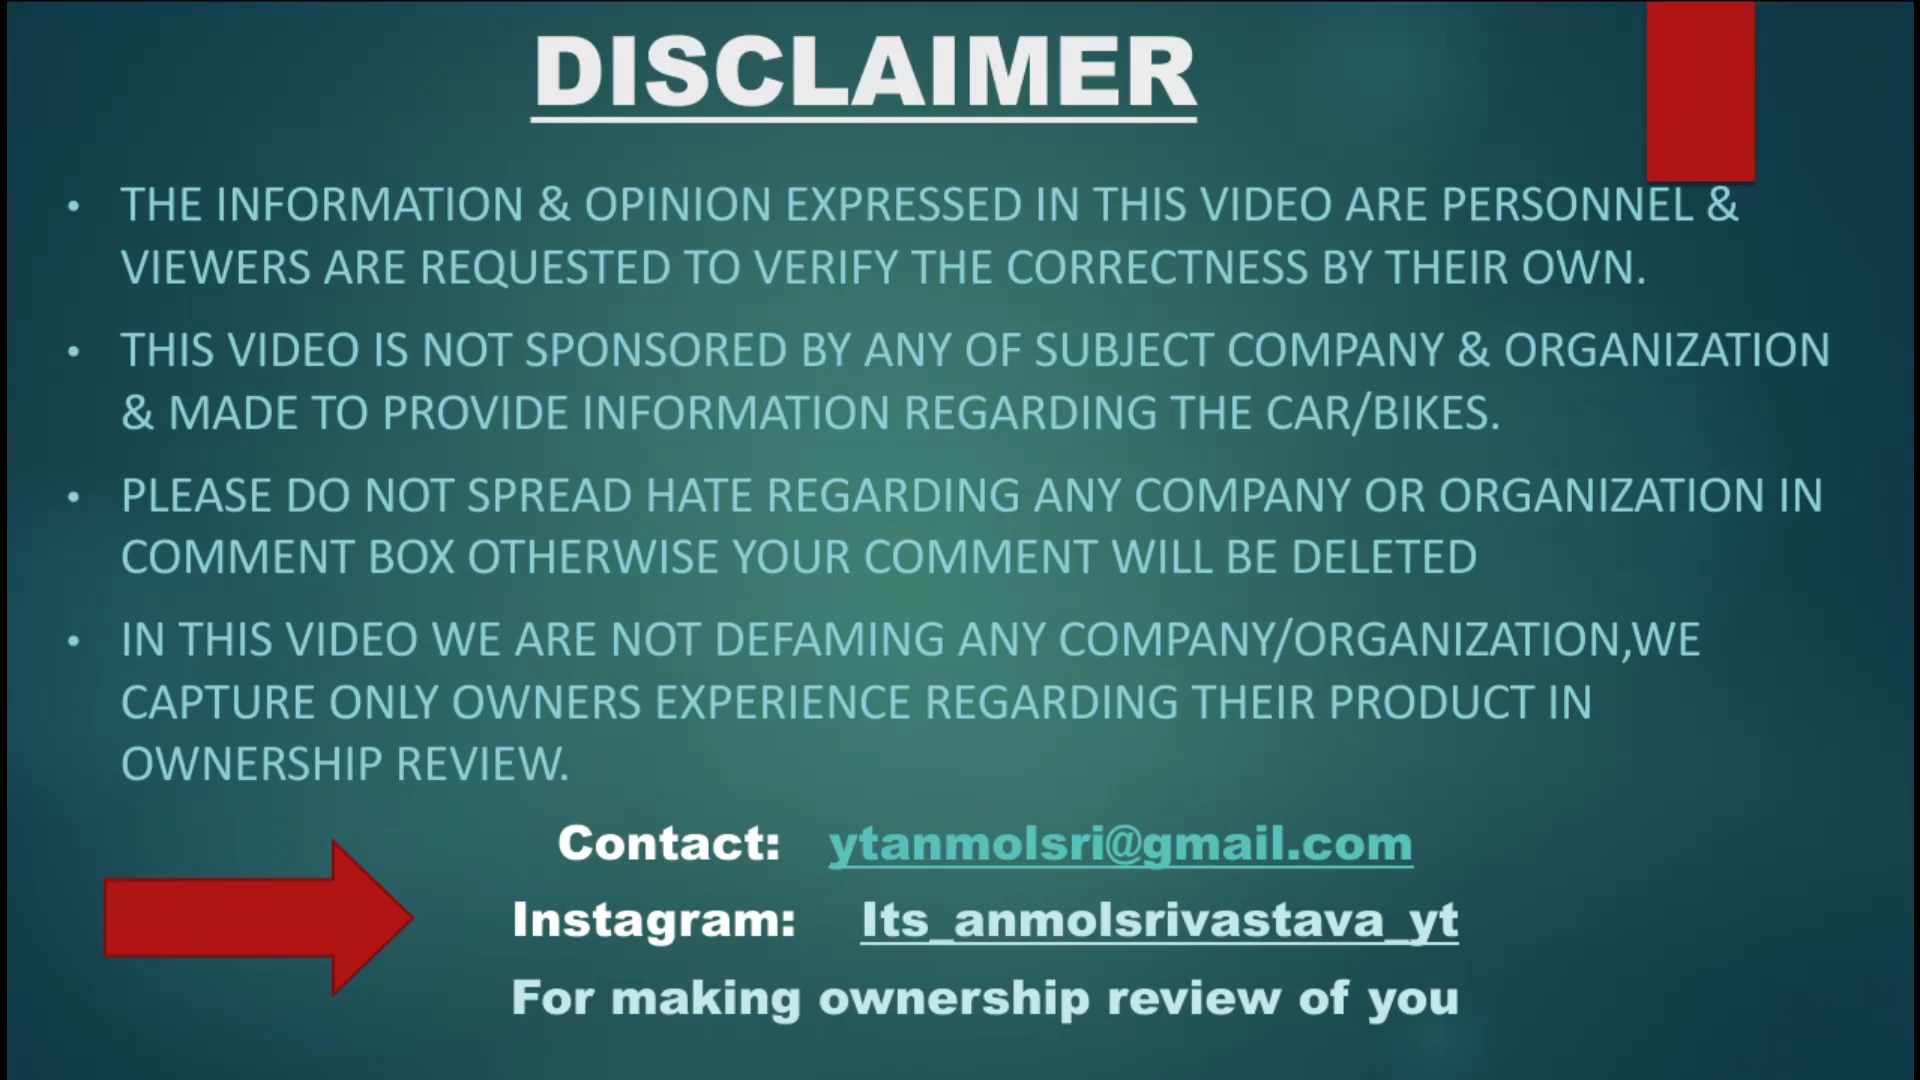 DISCLAIMER
• THE INFORMATION & OPINION EXPRESSED IN THIS VIDEO ARE PERSONNEL &
VIEWERS ARE REQUESTED TO VERIFY THE CORRECTNESS BY THEIR OWN.
• THIS VIDEO IS NOT SPONSORED BY ANY OF SUBJECT COMPANY & ORGANIZATION
& MADE TO PROVIDE INFORMATION REGARDING THE CAR/BIKES.
• PLEASE DO NOT SPREAD HATE REGARDING ANY COMPANY OR ORGANIZATION IN
COMMENT BOX OTHERWISE YOUR COMMENT WILL BE DELETED
• IN THIS VIDEO WE ARE NOT DEFAMING ANY COMPANY/ORGANIZATION,WE
CAPTURE ONLY OWNERS EXPERIENCE REGARDING THEIR PRODUCT IN
OWNERSHIP REVIEW.
Contact: ytanmolsri@gmail.com
Instagram: Its_anmolsrivastava_yt
For making ownership review of you